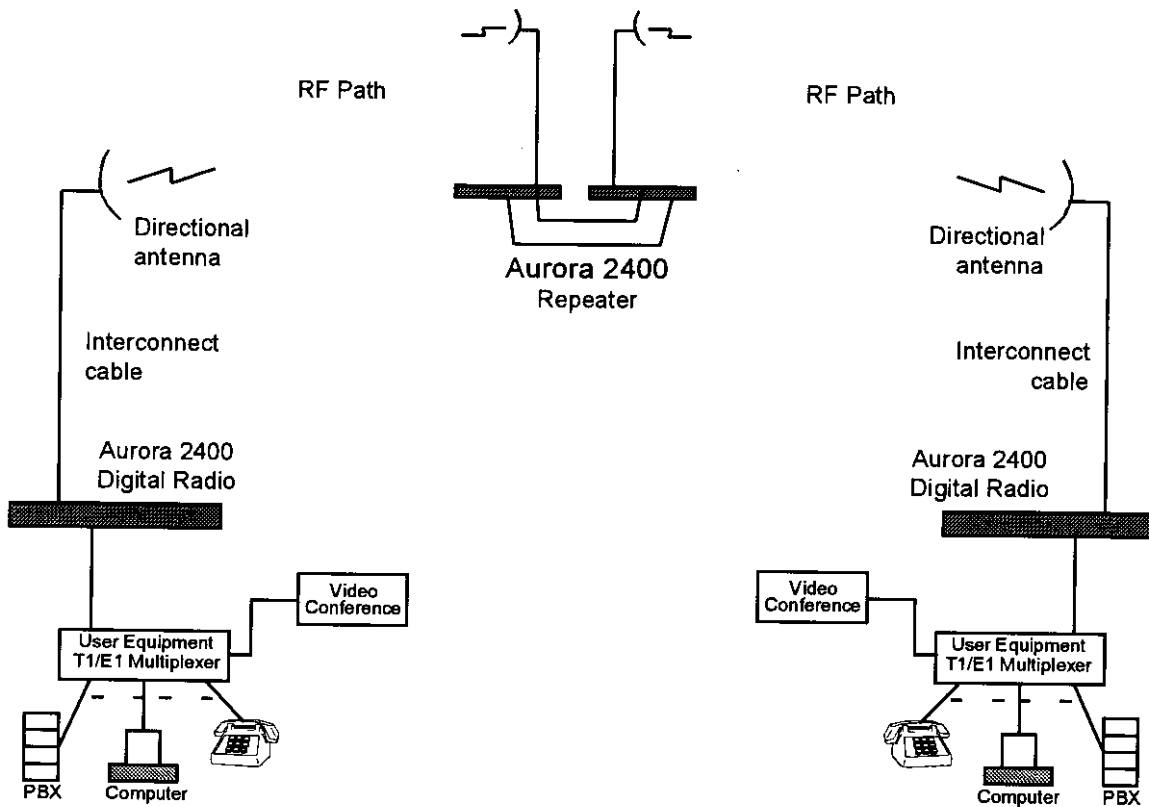 RF Path
RF Path
Directional
antenna
Aurora 2400
Repeater
Directional
antenna
Interconnect
cable
Interconnect
cable
Aurora 2400
Digital Radio
Aurora 2400
Digital Radio
Video
Conference
Video
Conference
User Equipment
T1/E1 Multiplexer
User Equipment
T1/E1 Multiplexer
PBX
Computer
Computer
PBX